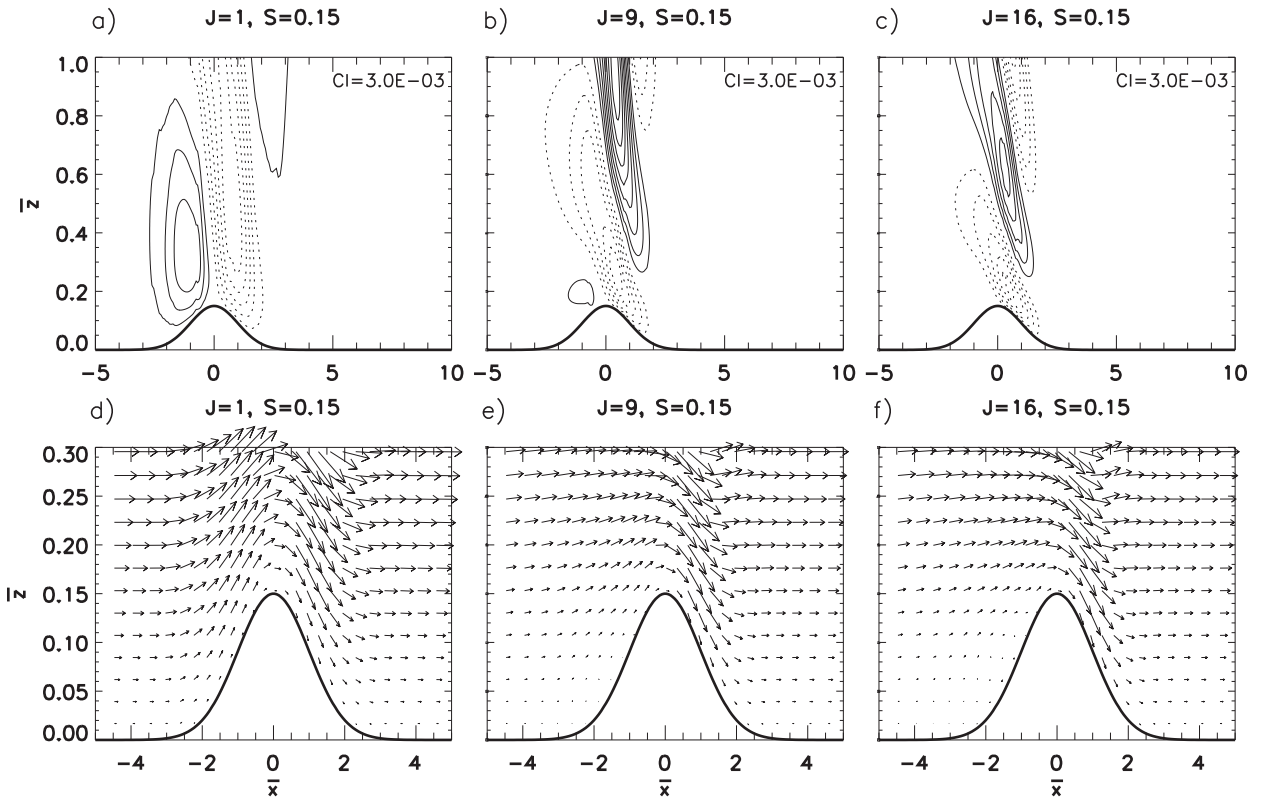 a) J=1, S=0.15
b) J=9, S=0.15
c) J=16, S=0.15
CI=3.0E-03
CI=3.0E-03
CI=3.0E-03
1.0
0.8
0.6
0.4
0.2
0.0
z̅
-5 0 5 10
-5 0 5 10
-5 0 5 10
d) J=1, S=0.15
e) J=9, S=0.15
f) J=16, S=0.15
0.30
0.25
0.20
0.15
0.10
0.05
0.00
z̅
-4 -2 0 2 4
-4 -2 0 2 4
-4 -2 0 2 4
x̅
x̅
x̅